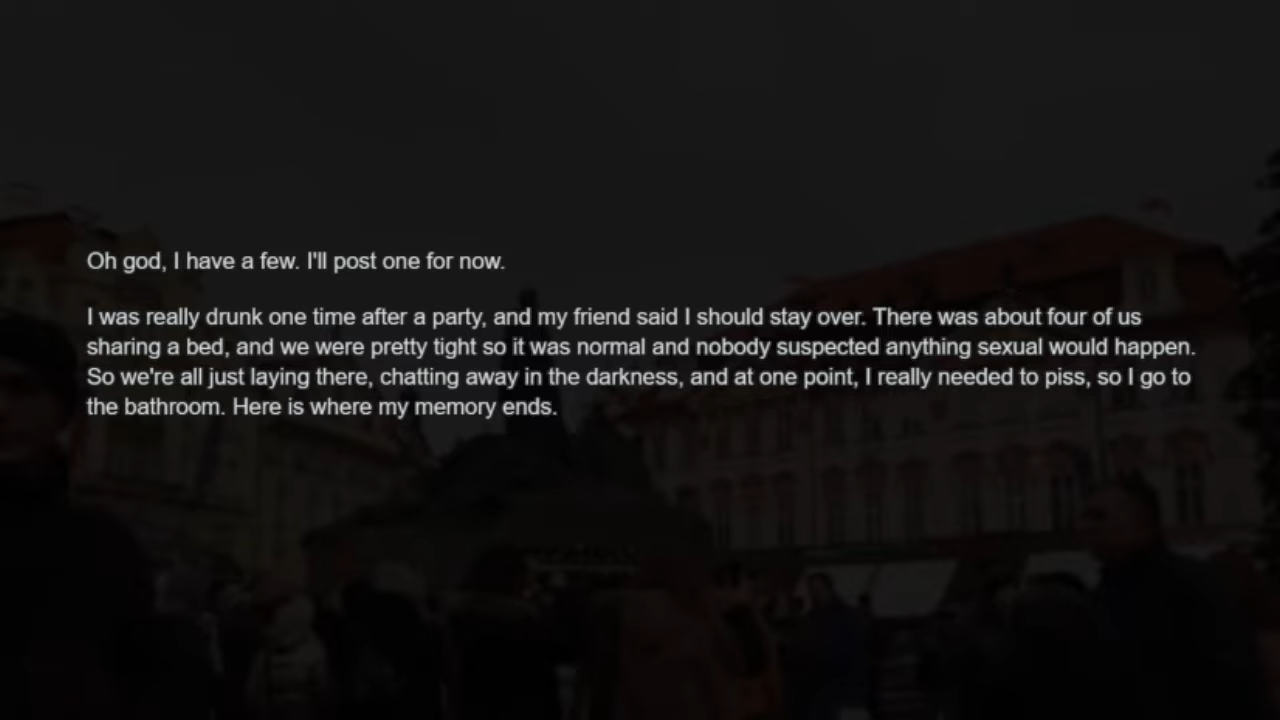 Oh god, I have a few. I'll post one for now.
I was really drunk one time after a party, and my friend said I should stay over. There was about four of us
sharing a bed, and we were pretty tight so it was normal and nobody suspected anything sexual would happen.
So we're all just laying there, chatting away in the darkness, and at one point, I really needed to piss, so I go to
the bathroom. Here is where my memory ends.